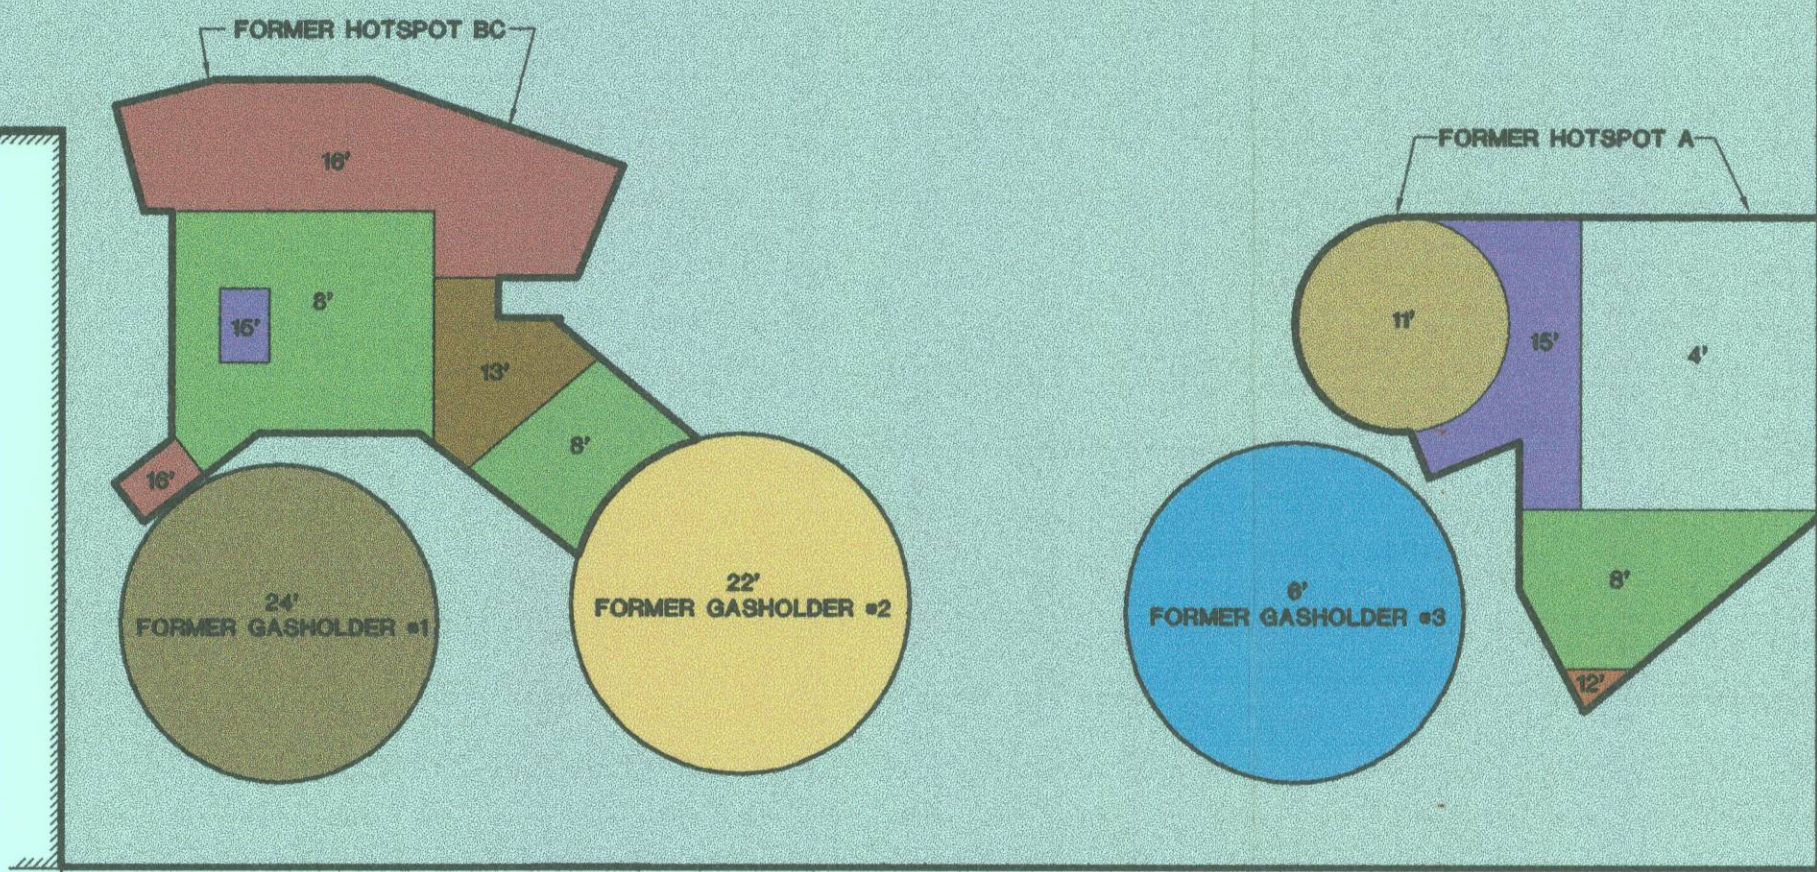 FORMER HOTSPOT BC
FORMER HOTSPOT A
16'
8'
15'
13'
8'
16'
11'
15'
4'
24'
FORMER GASHOLDER #1
22'
FORMER GASHOLDER #2
6'
FORMER GASHOLDER #3
8'
12'